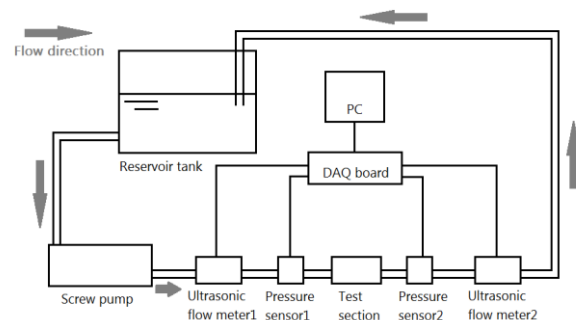 Flow direction
PC
Reservoir tank
DAQ board
Screw pump
Ultrasonic
flow meter1
Pressure
sensor1
Test
section
Pressure
sensor2
Ultrasonic
flow meter2